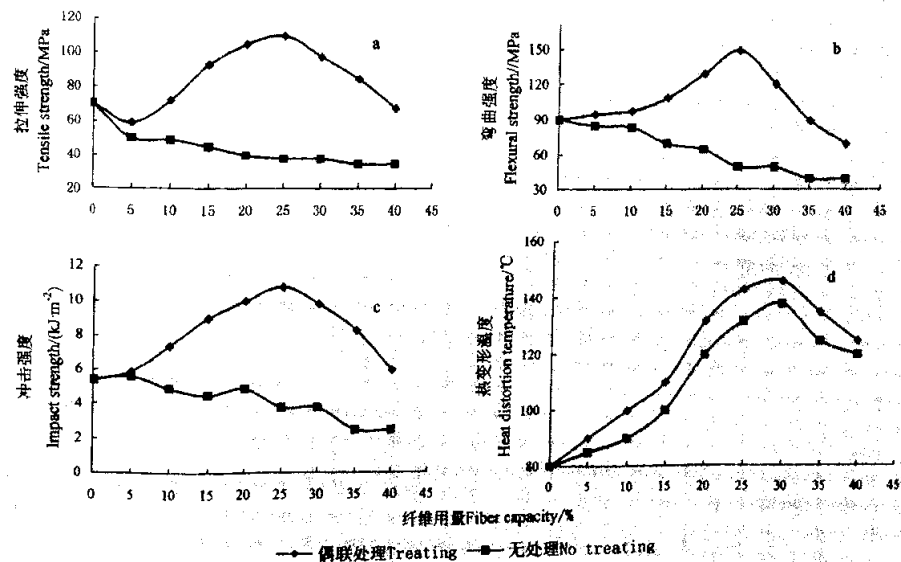 120
100
80
60
40
20
0 5 10 15 20 25 30 35 40 45
a
拉伸强度
Tensile strength/MPa
150
120
90
60
30
0 5 10 15 20 25 30 35 40 45
b
弯曲强度
Flexural strength//MPa
12
10
8
6
4
2
0
0 5 10 15 20 25 30 35 40 45
c
冲击强度
Impact strength/(kJ·m-2)
160
140
120
100
80
0 5 10 15 20 25 30 35 40 45
d
热变形温度
Heat distortion temperature/℃
纤维用量Fiber capacity/%
偶联处理Treating 无处理No treating